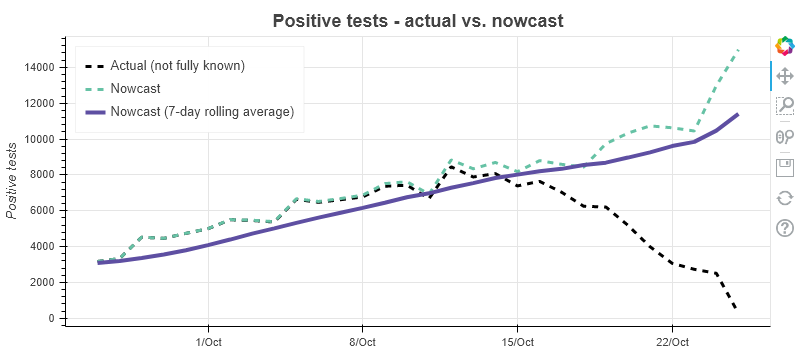 Positive tests - actual vs. nowcast
Actual (not fully known)
Nowcast
Nowcast (7-day rolling average)
Positive tests
14000
12000
10000
8000
6000
4000
2000
0
1/Oct
8/Oct
15/Oct
22/Oct